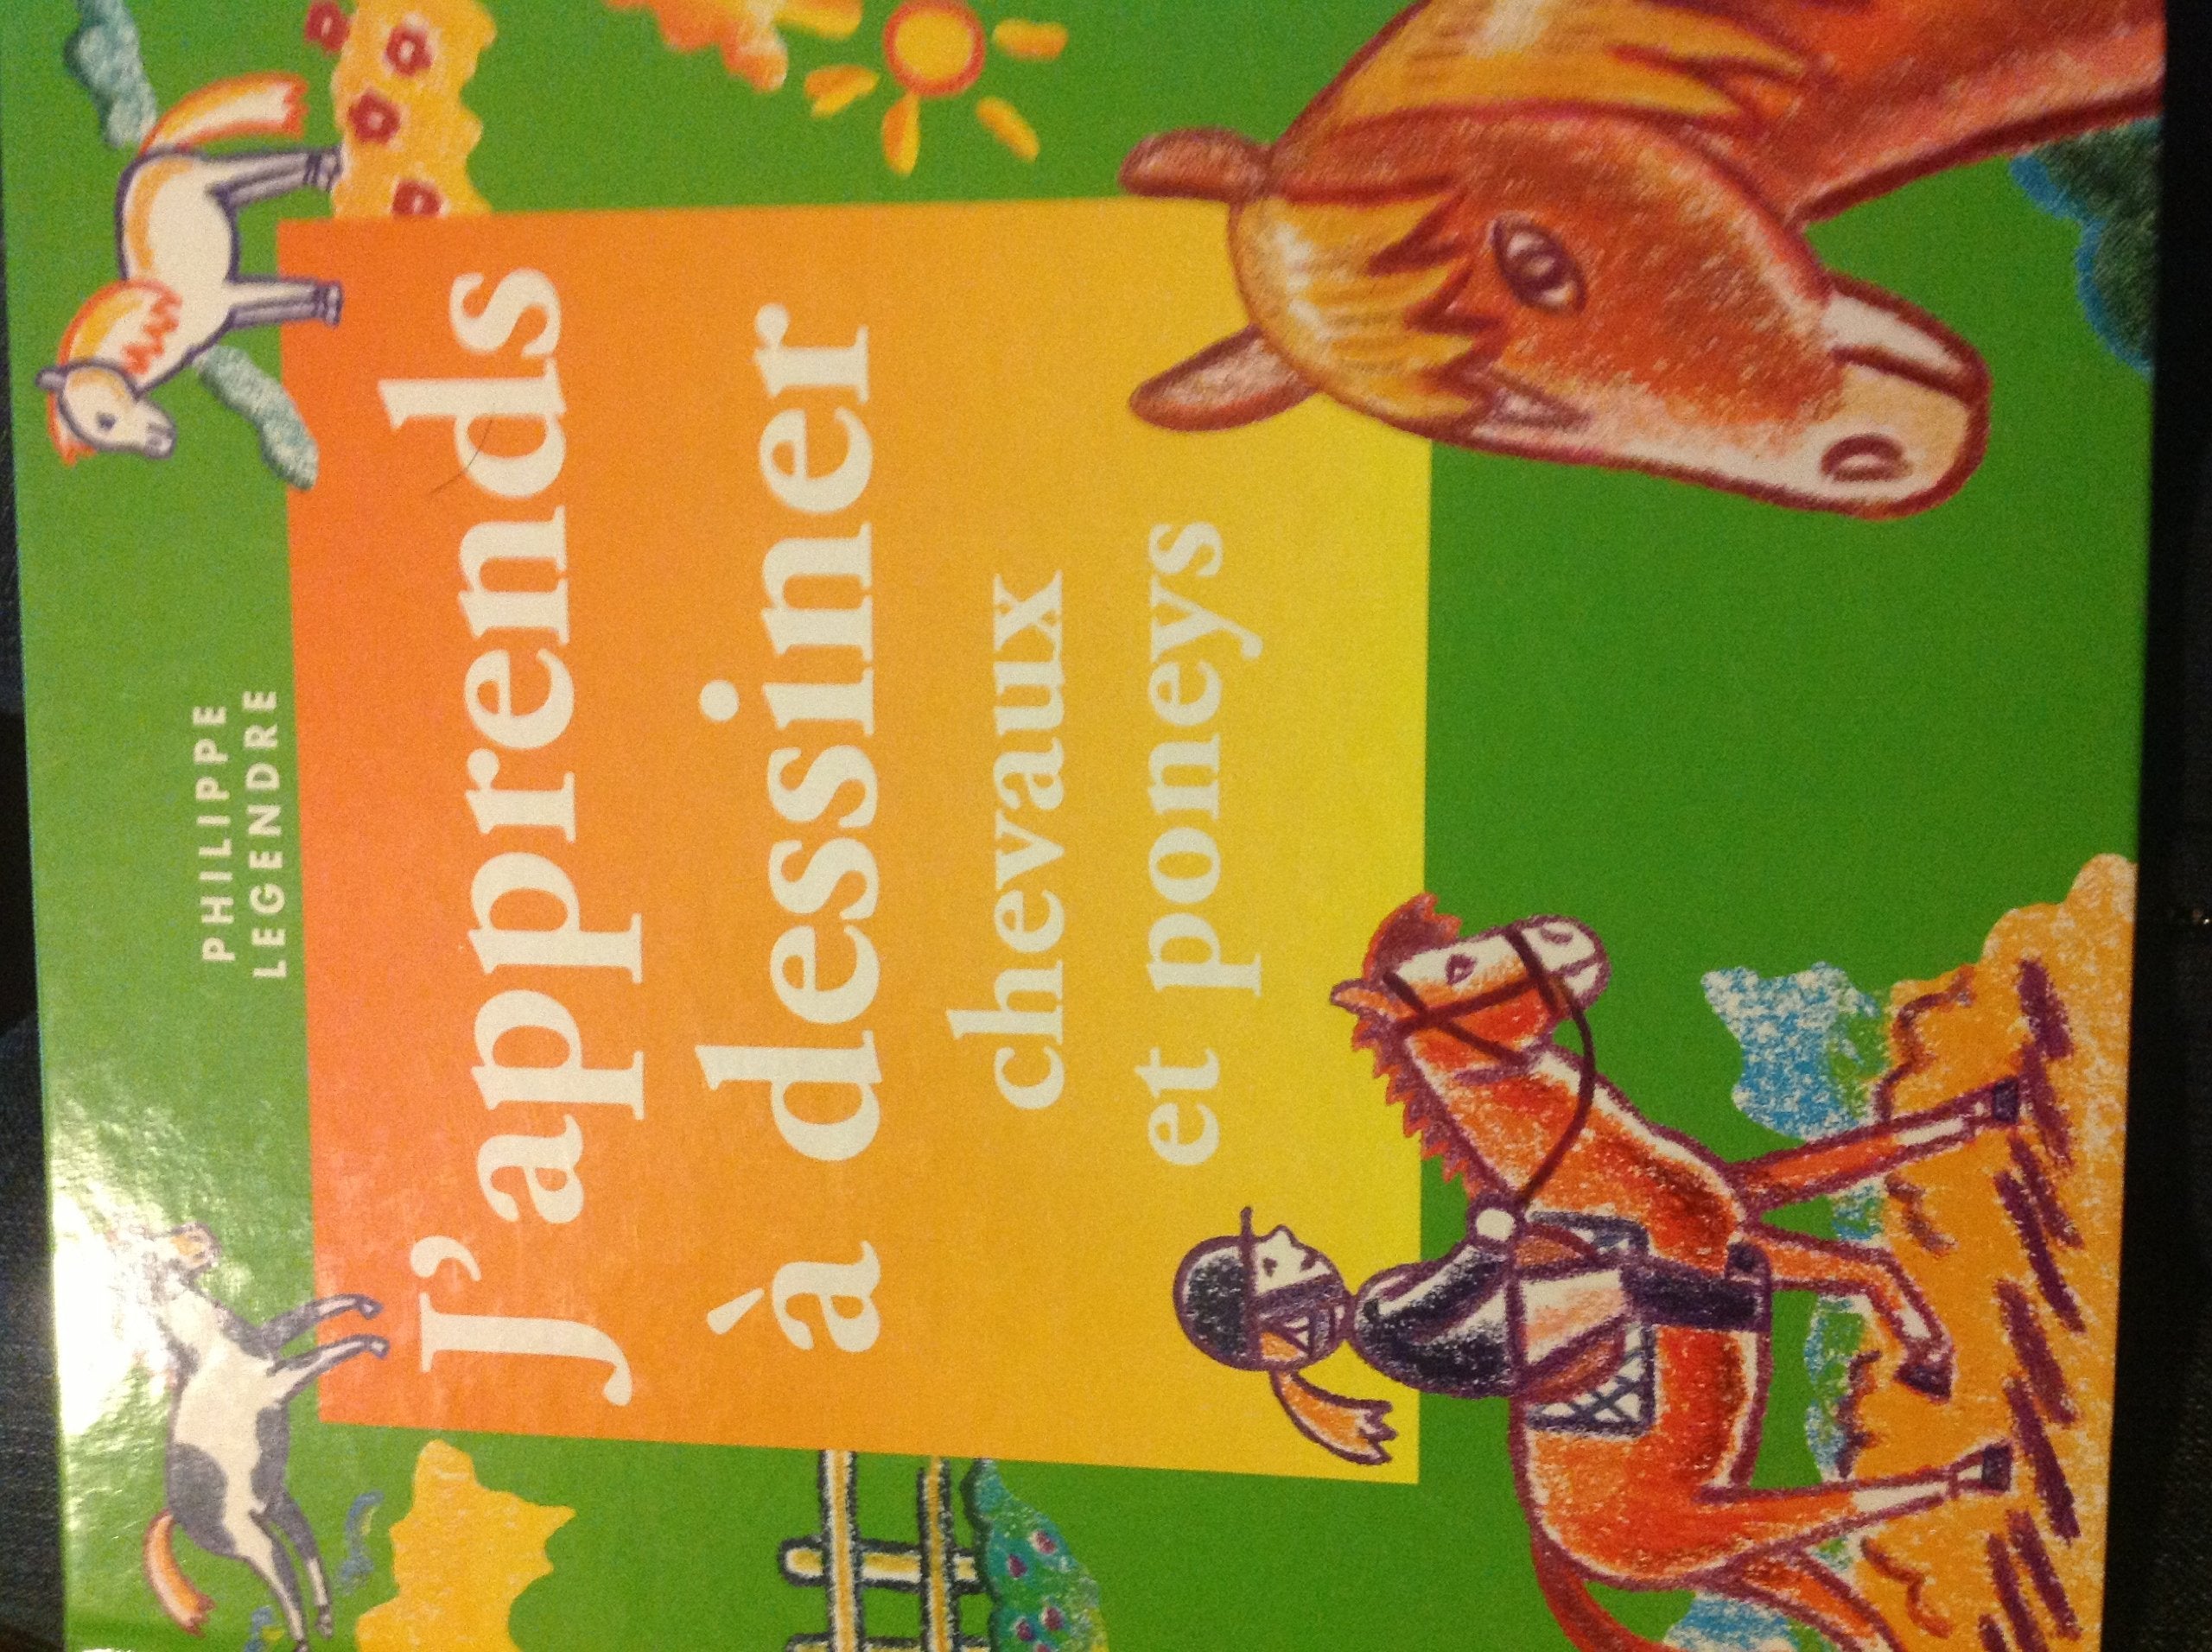 PHILIPPE
LEGENDRE
J'apprends
à dessiner
chevaux
et poneys